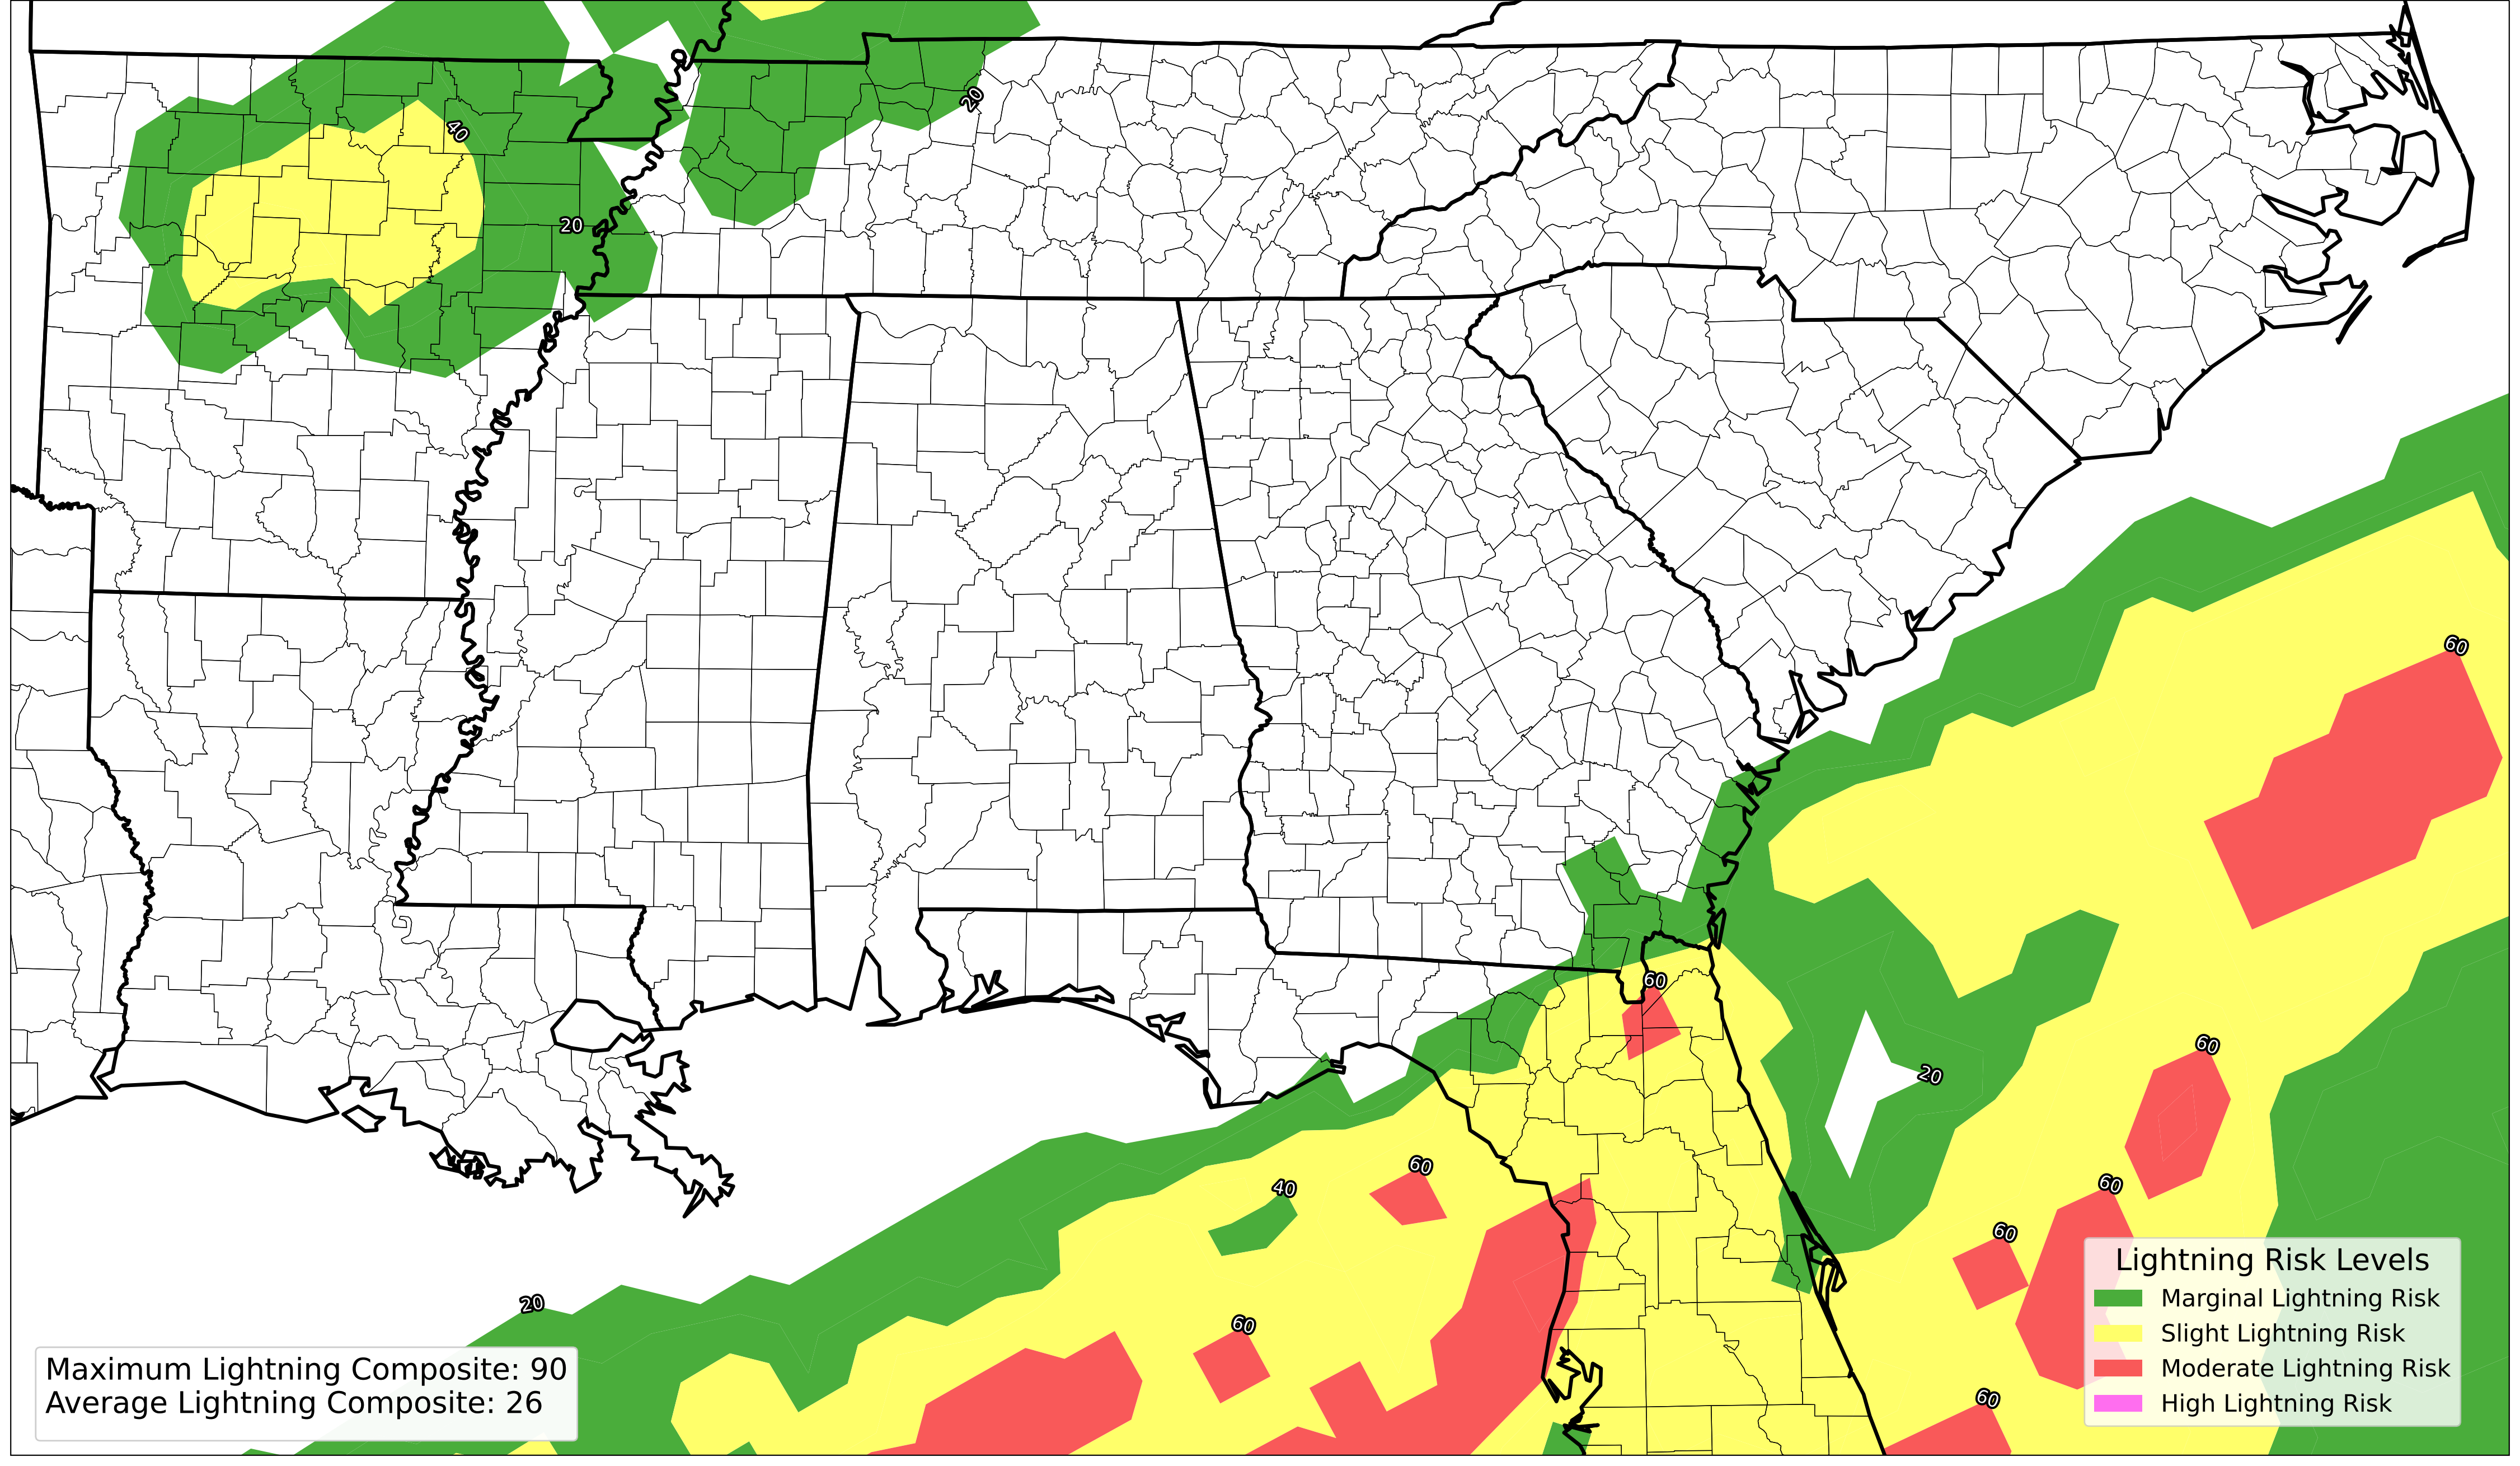 40
20
20
60
60
20
60
40
60
60
60
20
60
60
Lightning Risk Levels
Marginal Lightning Risk
Slight Lightning Risk
Moderate Lightning Risk
High Lightning Risk
Maximum Lightning Composite: 90
Average Lightning Composite: 26